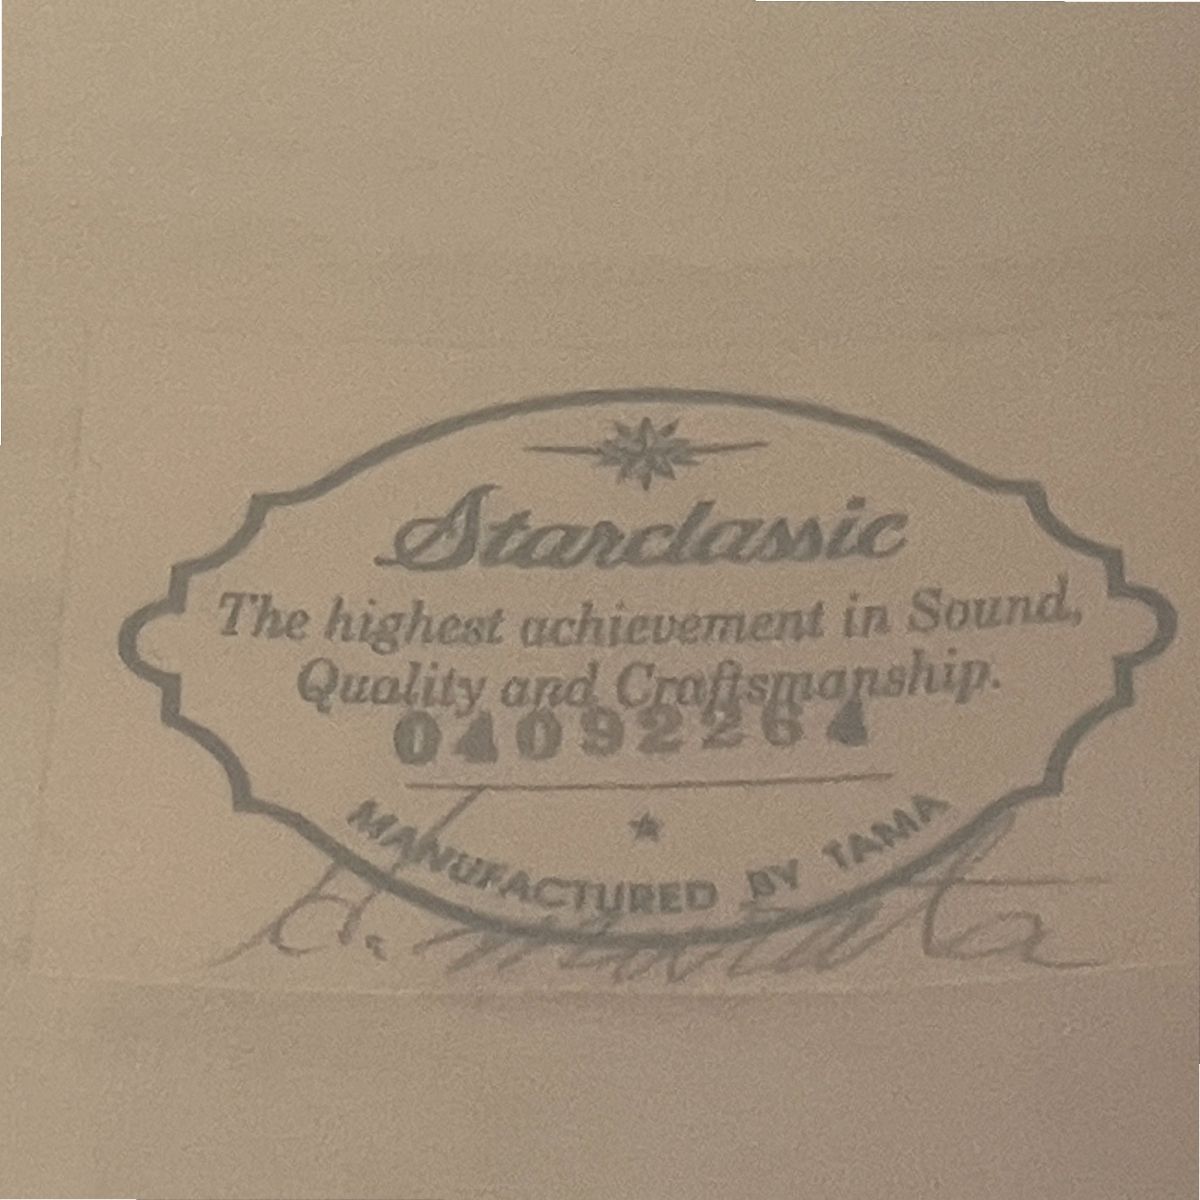 Starclassic
The highest achievement in Sound,
Quality and Craftsmanship.
04092264
MANUFACTURED BY TAMA